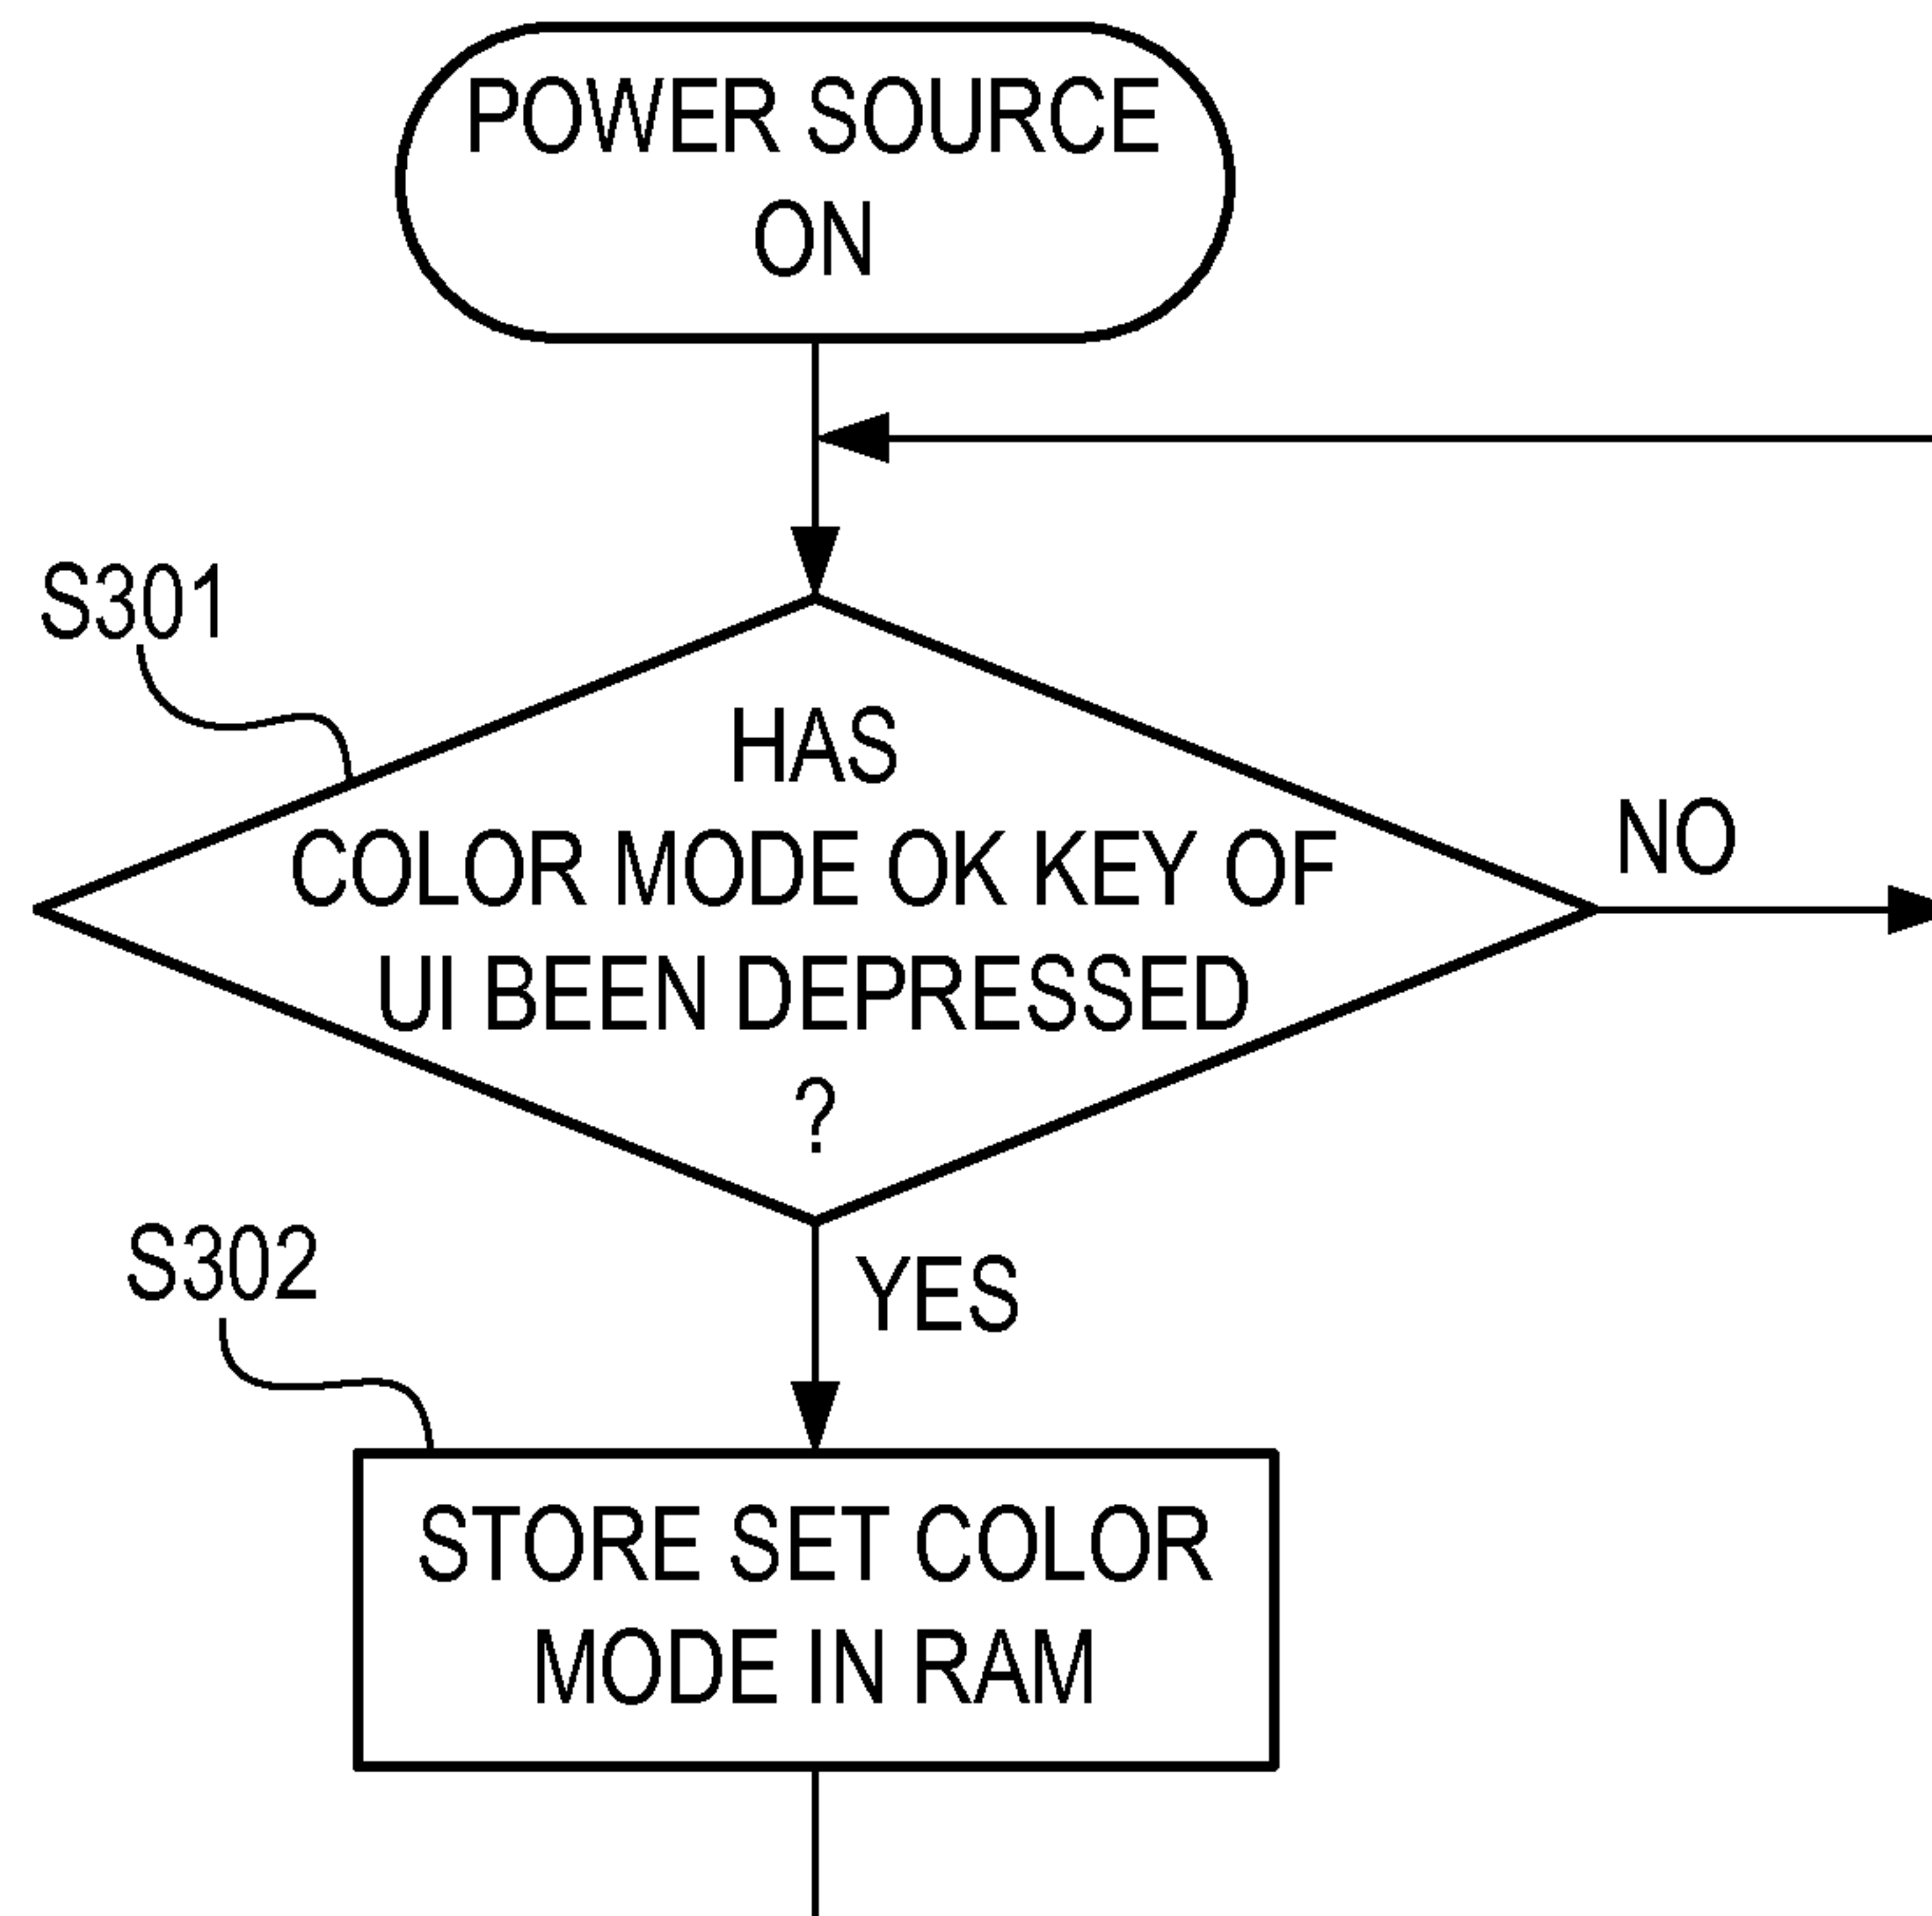 POWER SOURCE
ON
S301
HAS
COLOR MODE OK KEY OF
UI BEEN DEPRESSED
?
NO
YES
S302
STORE SET COLOR
MODE IN RAM